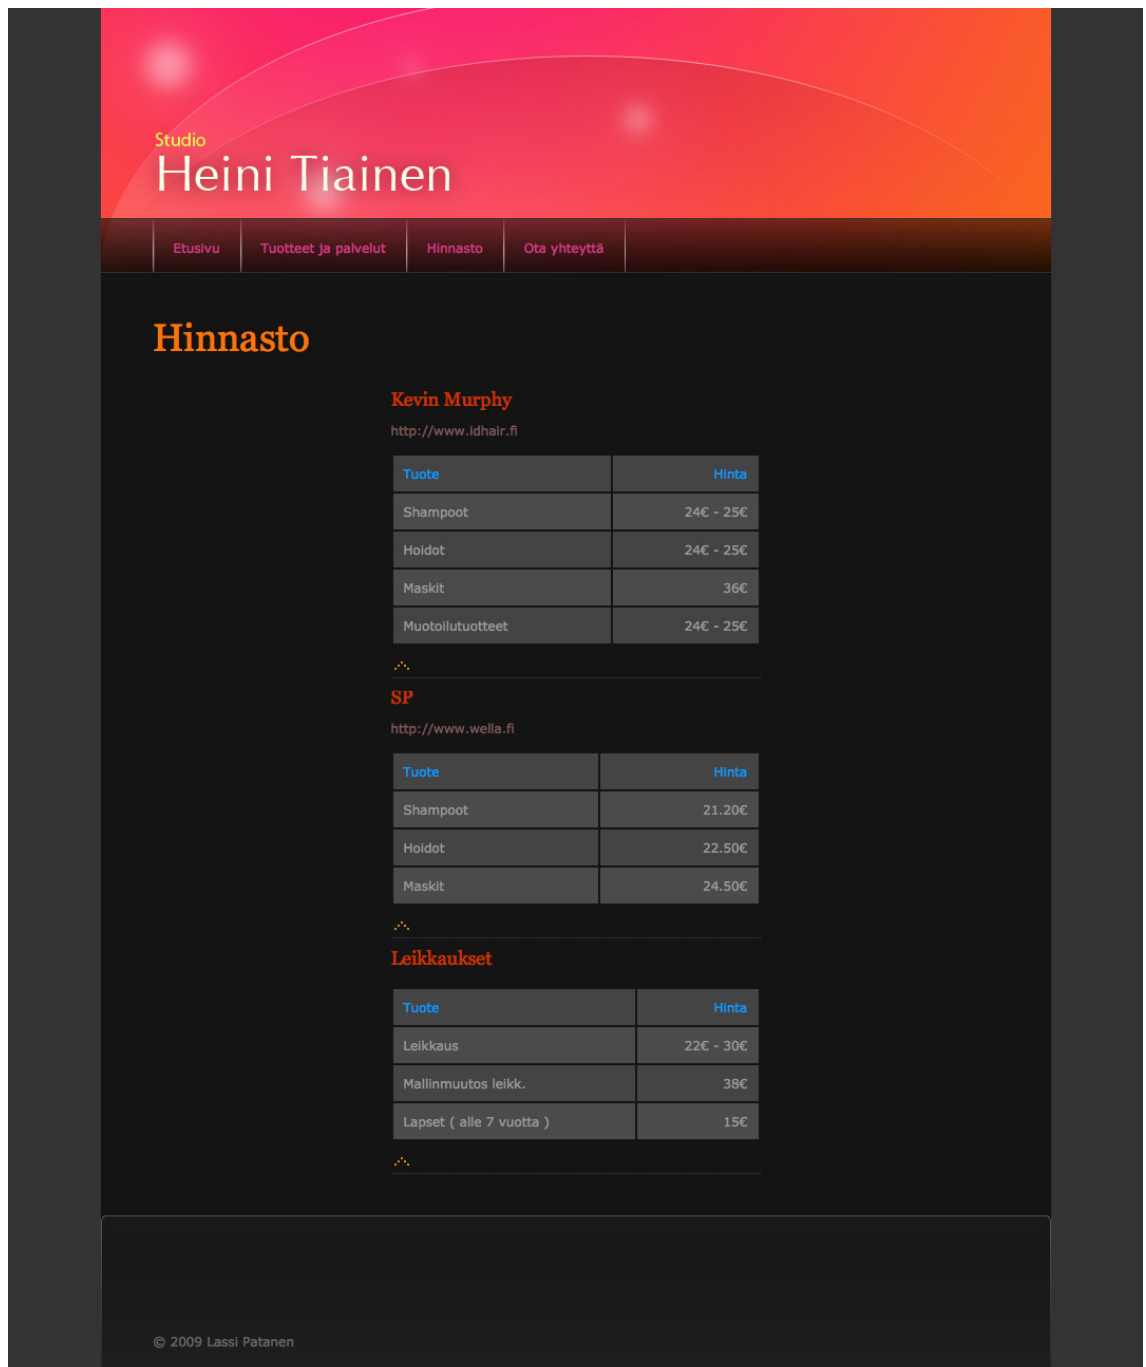 Studio
Heini Tiainen
Etusivu Tuotteet ja palvelut Hinnasto Ota yhteyttä
Hinnasto
Kevin Murphy
http://www.idhair.fi
Tuote Hinta
Shampoot 24€ - 25€
Hoidot 24€ - 25€
Maskit 36€
Muotoilutuotteet 24€ - 25€
SP
http://www.wella.fi
Tuote Hinta
Shampoot 21.20€
Hoidot 22.50€
Maskit 24.50€
Leikkaukset
Tuote Hinta
Leikkaus 22€ - 30€
Mallinmuutos leikk. 38€
Lapset ( alle 7 vuotta ) 15€
© 2009 Lassi Patanen